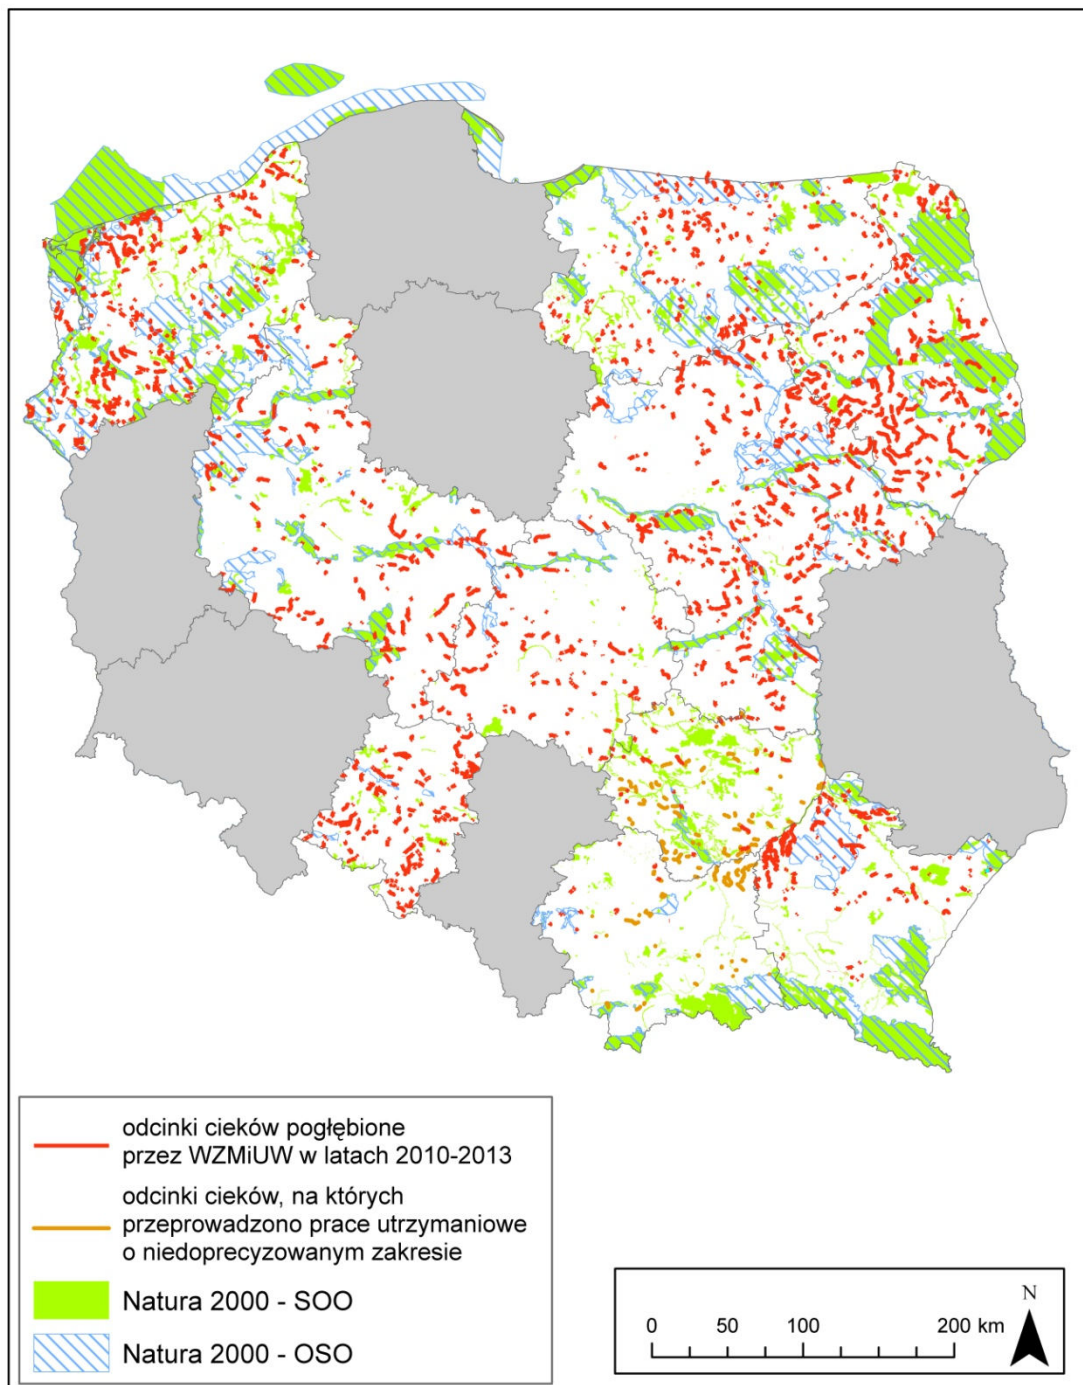 odcinki cieków pogłębione
przez WZMiUW w latach 2010-2013
odcinki cieków, na których
przeprowadzono prace utrzymaniowe
o niedoprecyzowanym zakresie
Natura 2000 - SOO
Natura 2000 - OSO
N
0 50 100 200 km